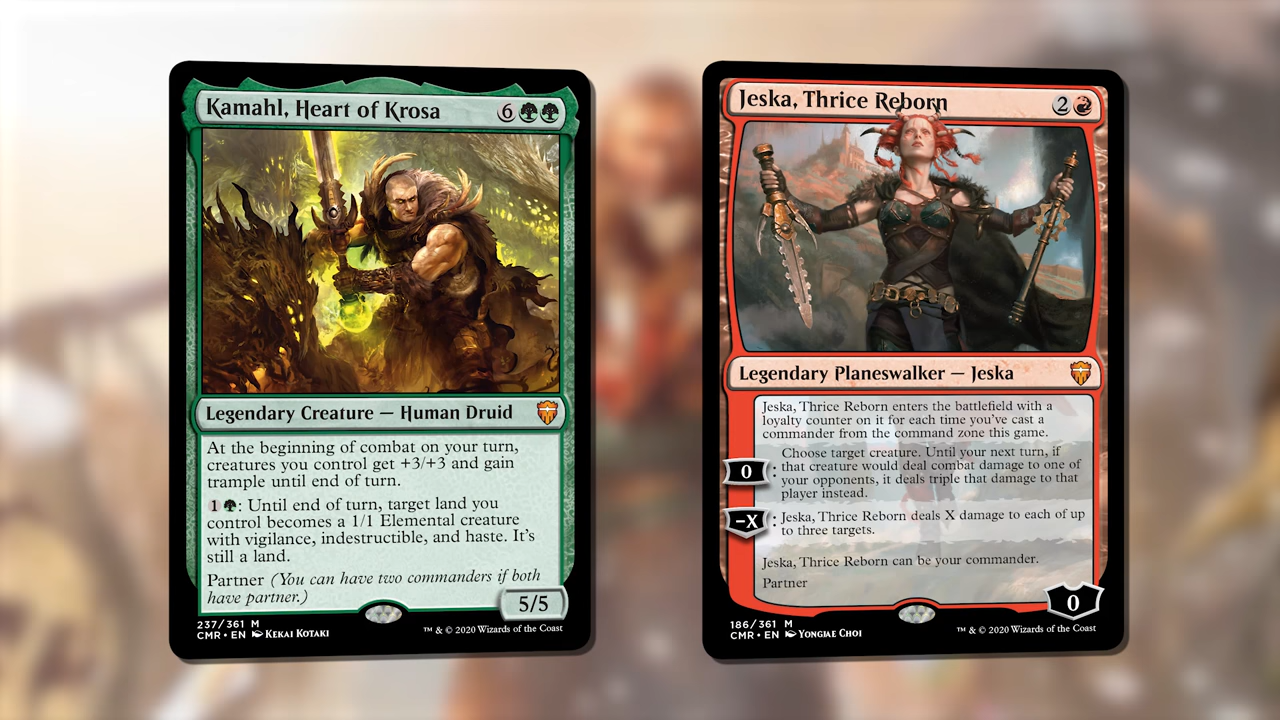 Kamahl, Heart of Krosa 6
Legendary Creature — Human Druid
At the beginning of combat on your turn,
creatures you control get +3/+3 and gain
trample until end of turn.
1 : Until end of turn, target land you
control becomes a 1/1 Elemental creature
with vigilance, indestructible, and haste. It's
still a land.
Partner (You can have two commanders if both
have partner.)
5/5
237/361 M
CMR • EN Kekai Kotaki
™ & © 2020 Wizards of the Coast
Jeska, Thrice Reborn 2
Legendary Planeswalker — Jeska
Jeska, Thrice Reborn enters the battlefield with a
loyalty counter on it for each time you've cast a
commander from the command zone this game.
0 : Choose target creature. Until your next turn, if
that creature would deal combat damage to one of
your opponents, it deals triple that damage to that
player instead.
−X : Jeska, Thrice Reborn deals X damage to each of up
to three targets.
Jeska, Thrice Reborn can be your commander.
Partner
0
186/361 M
CMR • EN Yongjae Choi
™ & © 2020 Wizards of the Coast